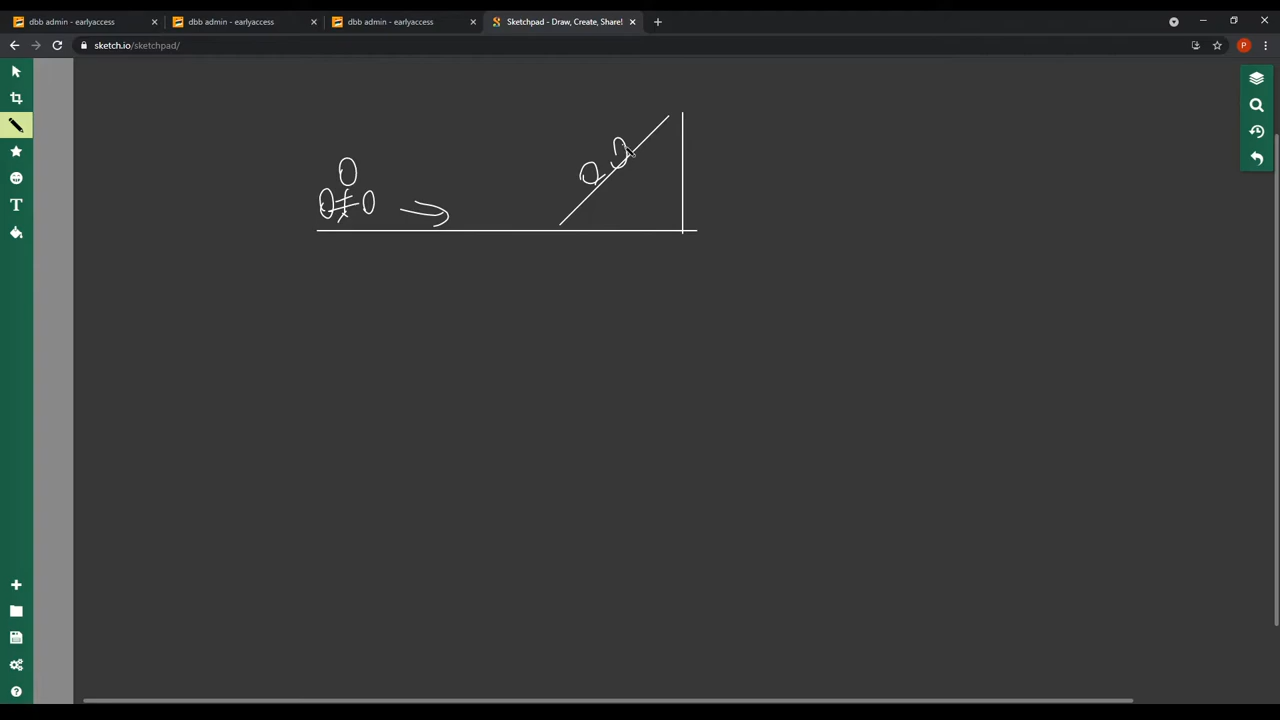 dbb admin - earlyaccess
dbb admin - earlyaccess
dbb admin - earlyaccess
Sketchpad - Draw, Create, Share!
sketch.io/sketchpad/
P
T